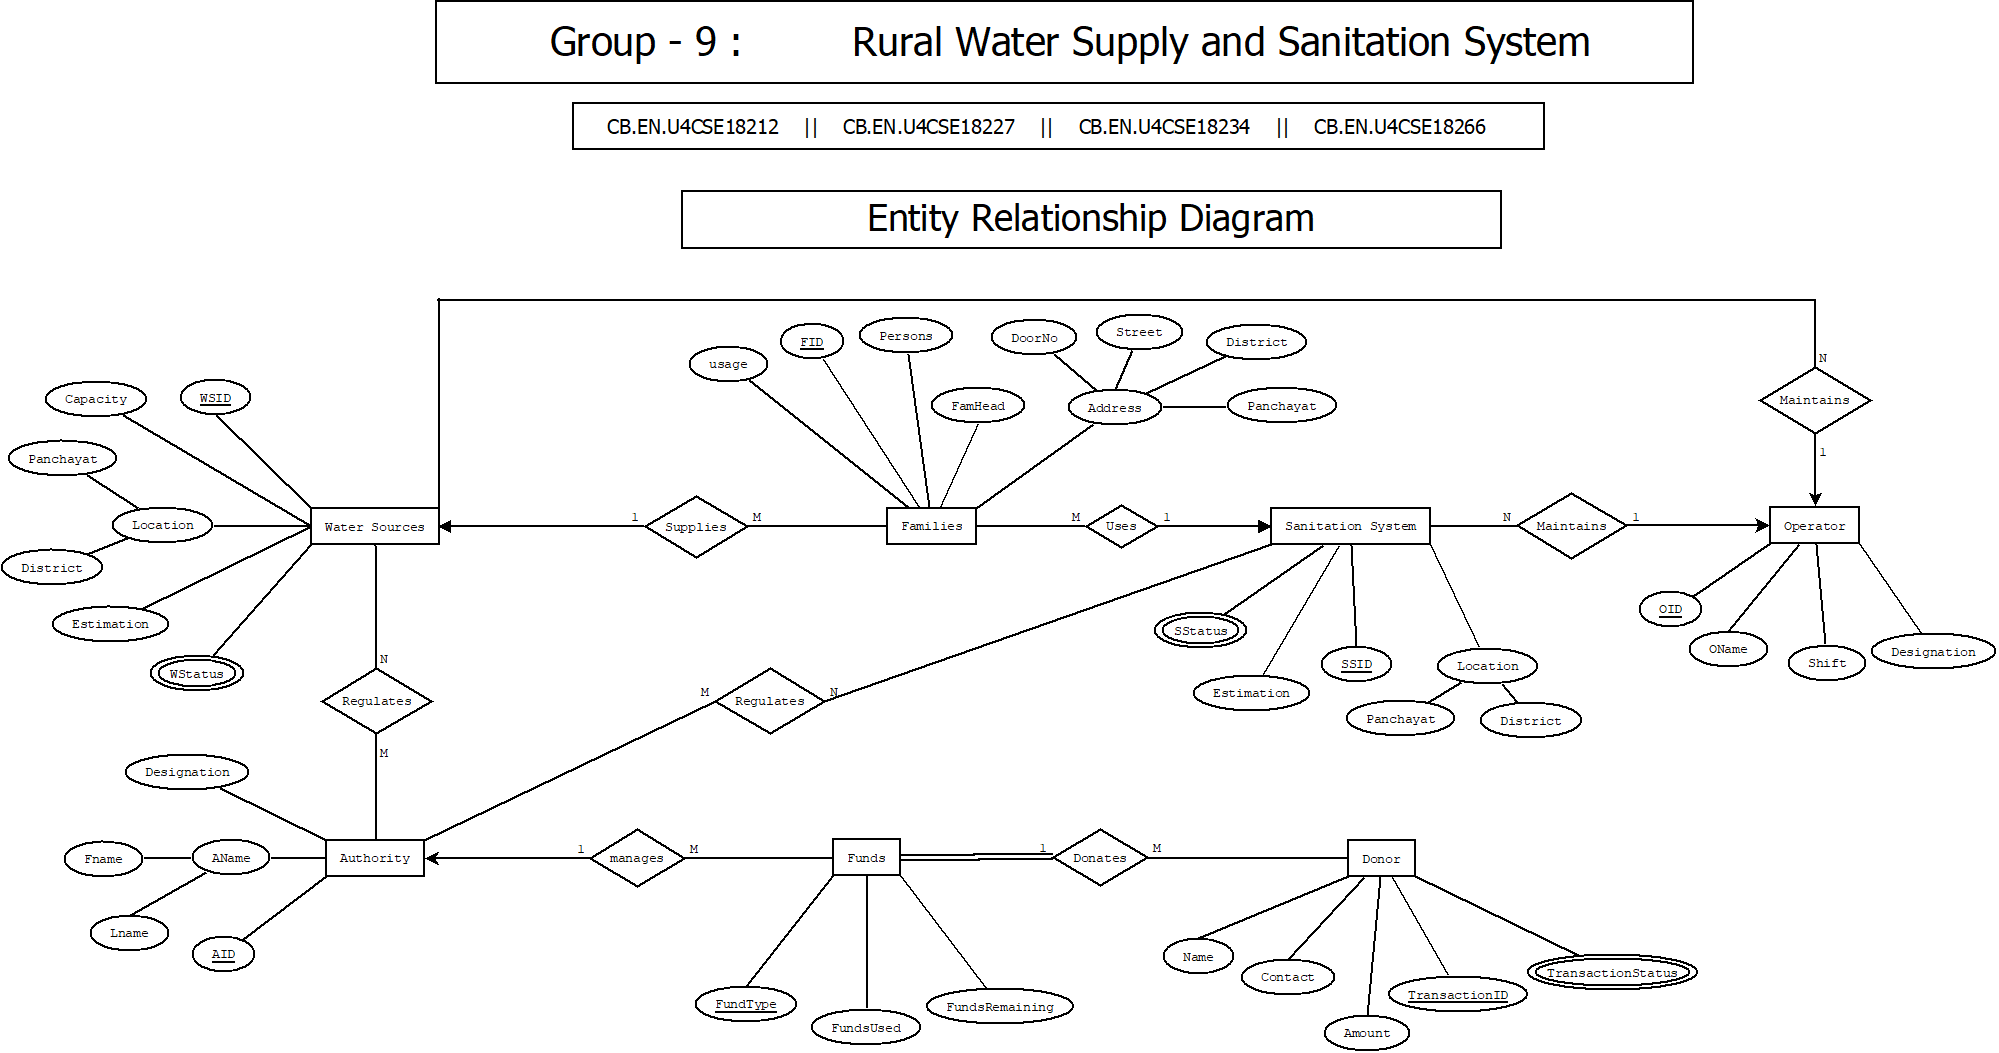 Group - 9 : Rural Water Supply and Sanitation System
CB.EN.U4CSE18212 || CB.EN.U4CSE18227 || CB.EN.U4CSE18234 || CB.EN.U4CSE18266
Entity Relationship Diagram
usage
FID
Persons
FamHead
DoorNo
Street
District
Address
Panchayat
N
Maintains
1
Capacity
WSID
Panchayat
Location
District
Estimation
WStatus
Water Sources
1
Supplies
M
Families
M
Uses
1
Sanitation System
N
Maintains
1
Operator
SStatus
Estimation
SSID
Location
Panchayat
District
OID
OName
Shift
Designation
N
Regulates
M
M
Regulates
N
Designation
Fname
AName
Lname
AID
Authority
1
manages
M
Funds
1
Donates
M
Donor
FundType
FundsUsed
FundsRemaining
Name
Contact
Amount
TransactionID
TransactionStatus